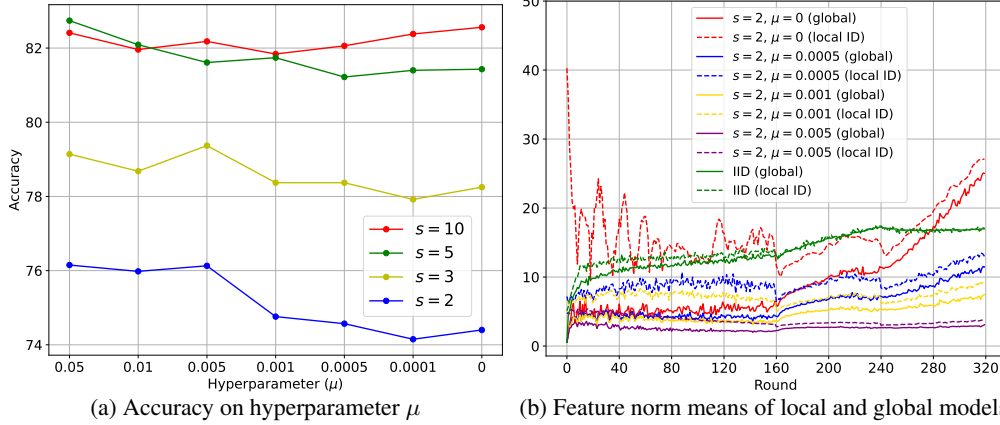 82
80
78
76
74
Accuracy
0.05 0.01 0.005 0.001 0.0005 0.0001 0
Hyperparameter (μ)
s = 10
s = 5
s = 3
s = 2
(a) Accuracy on hyperparameter μ
50
40
30
20
10
0
s = 2, μ = 0 (global)
s = 2, μ = 0 (local ID)
s = 2, μ = 0.0005 (global)
s = 2, μ = 0.0005 (local ID)
s = 2, μ = 0.001 (global)
s = 2, μ = 0.001 (local ID)
s = 2, μ = 0.005 (global)
s = 2, μ = 0.005 (local ID)
IID (global)
IID (local ID)
0 40 80 120 160 200 240 280 320
Round
(b) Feature norm means of local and global models